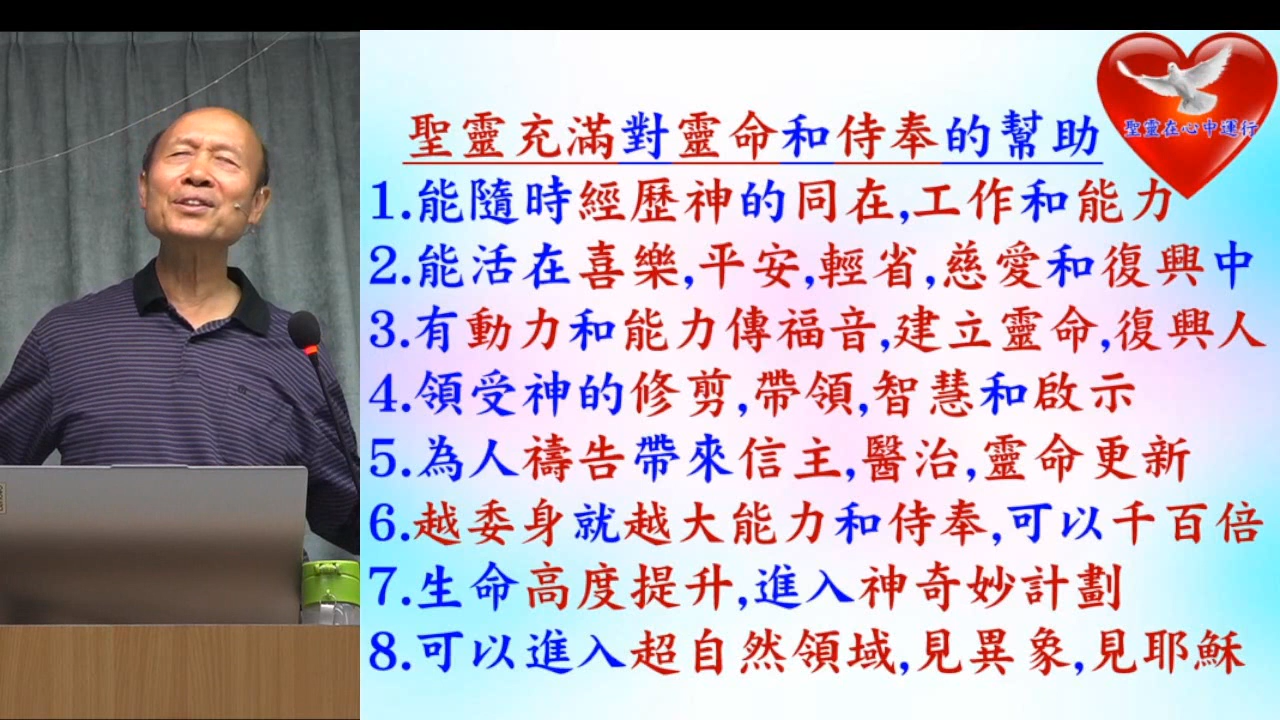 聖靈在心中運行
聖靈充滿對靈命和侍奉的幫助
1.能隨時經歷神的同在,工作和能力
2.能活在喜樂,平安,輕省,慈愛和復興中
3.有動力和能力傳福音,建立靈命,復興人
4.領受神的修剪,帶領,智慧和啟示
5.為人禱告帶來信主,醫治,靈命更新
6.越委身就越大能力和侍奉,可以千百倍
7.生命高度提升,進入神奇妙計劃
8.可以進入超自然領域,見異象,見耶穌